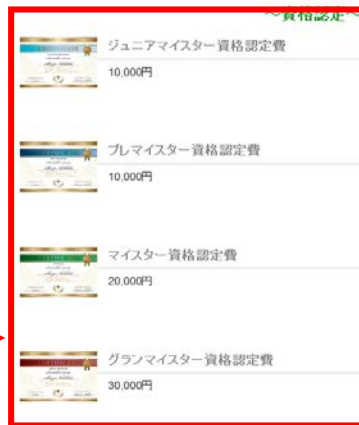 ～資格認定～
ジュニアマイスター資格認定費
10,000円
プレマイスター資格認定費
10,000円
マイスター資格認定費
20,000円
グランマイスター資格認定費
30,000円